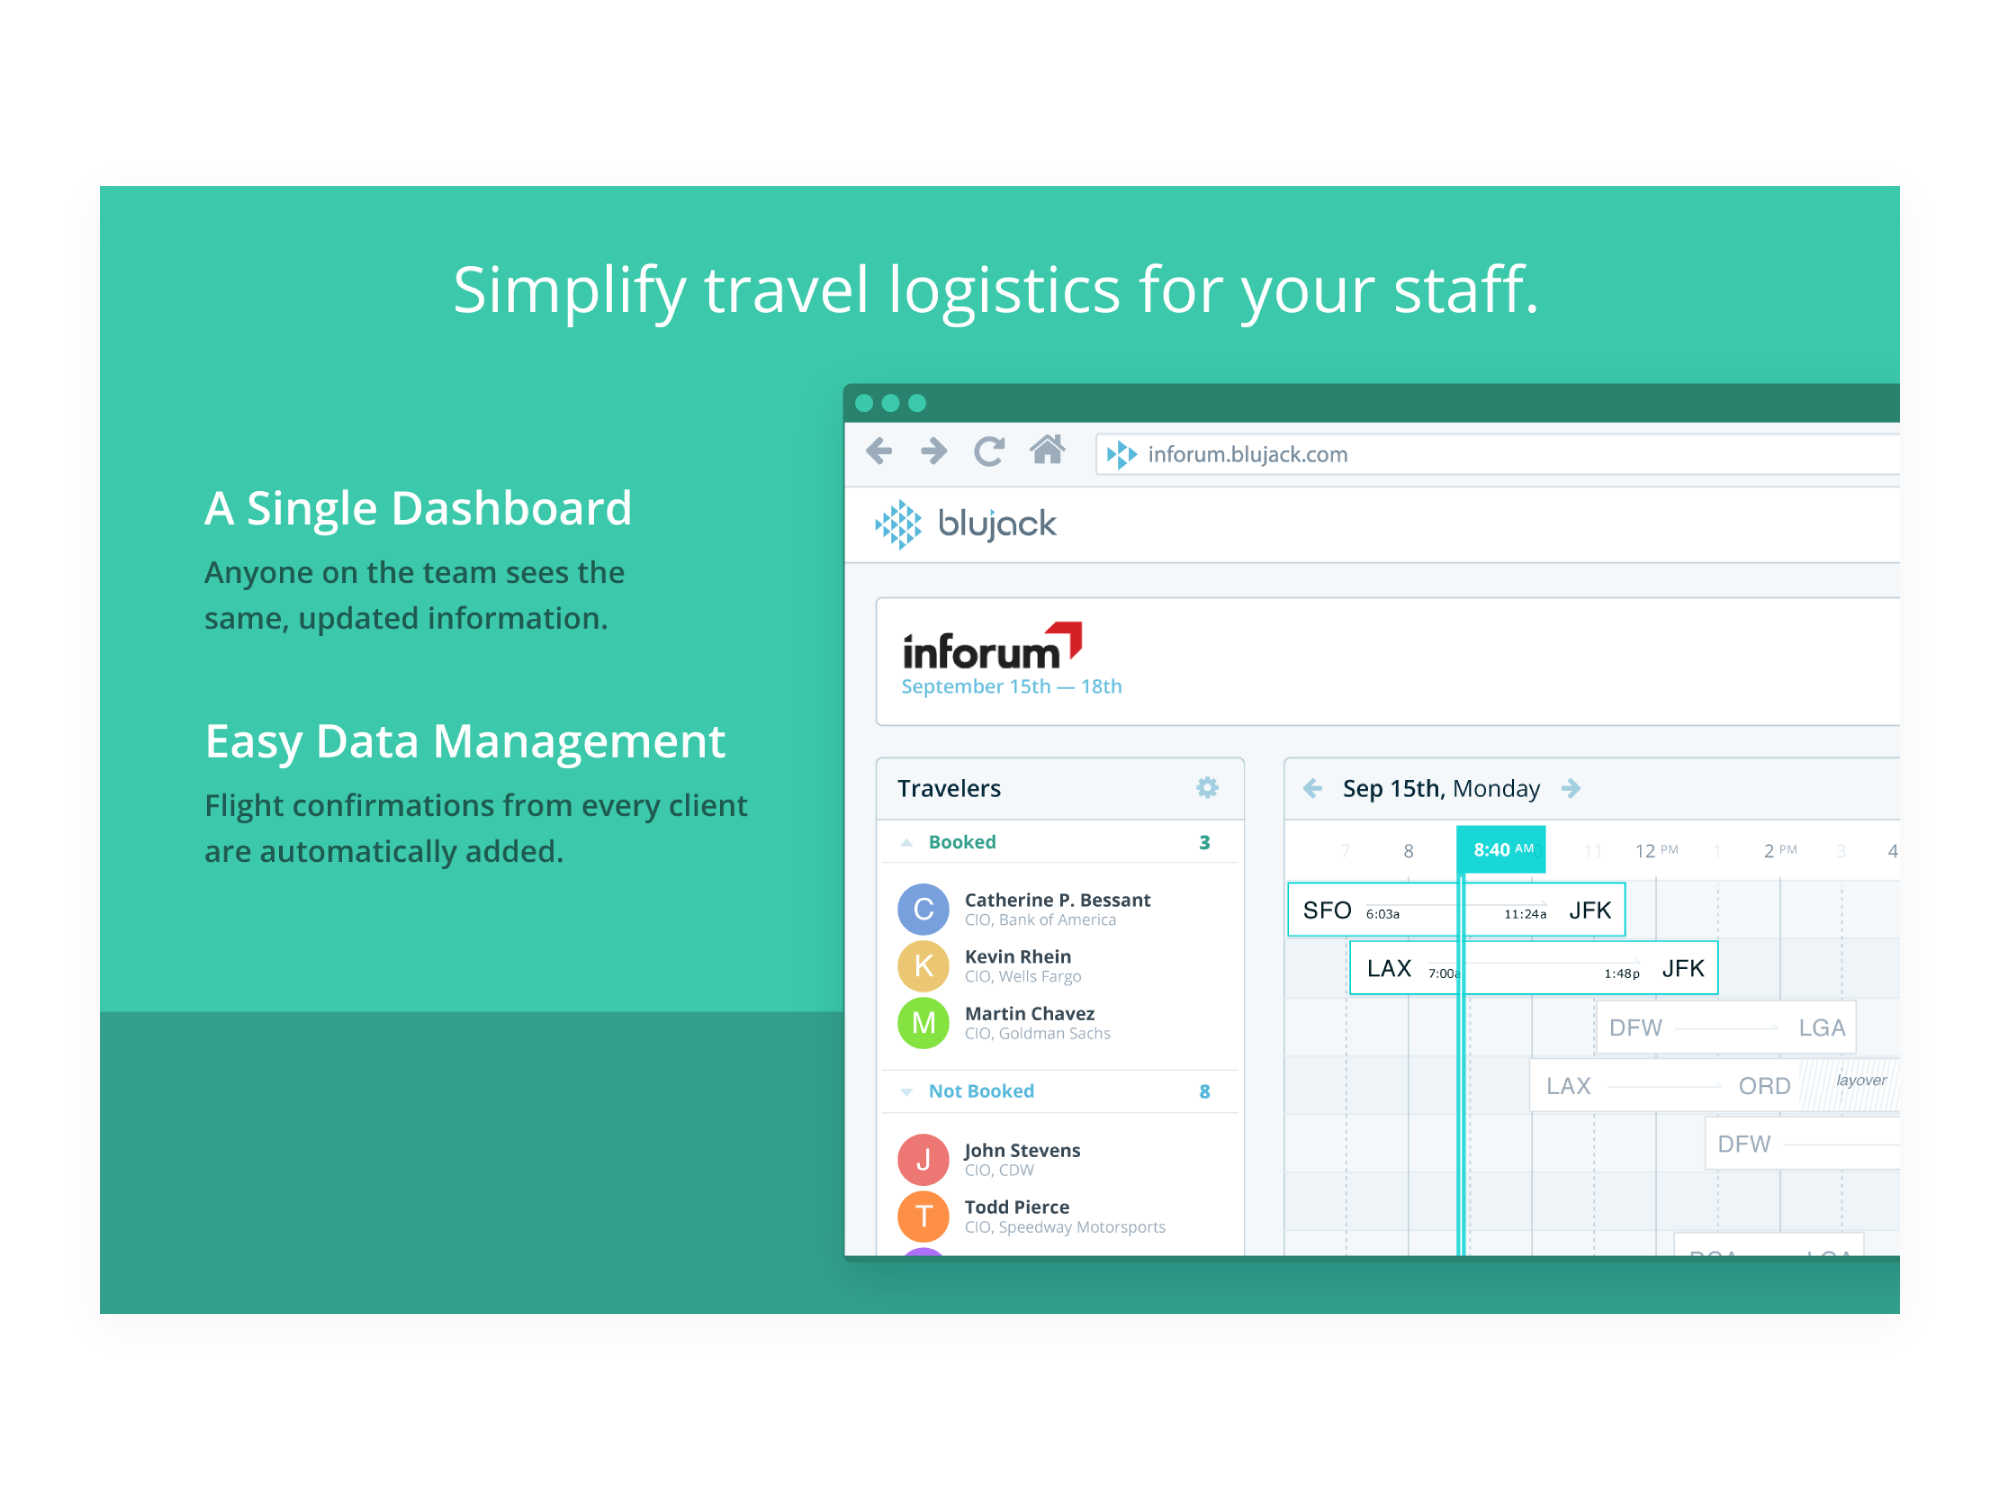 Simplify travel logistics for your staff.
A Single Dashboard
Anyone on the team sees the
same, updated information.
Easy Data Management
Flight confirmations from every client
are automatically added.
inforum.blujack.com
blujack
inforum
September 15th — 18th
Travelers
Booked 3
C
Catherine P. Bessant
CIO, Bank of America
K
Kevin Rhein
CIO, Wells Fargo
M
Martin Chavez
CIO, Goldman Sachs
Not Booked 8
J
John Stevens
CIO, CDW
T
Todd Pierce
CIO, Speedway Motorsports
Sep 15th, Monday
7 8 8:40 AM 11 12 PM 1 2 PM 3 4
SFO 6:03a 11:24a JFK
LAX 7:00a 1:48p JFK
DFW LGA
LAX ORD layover
DFW